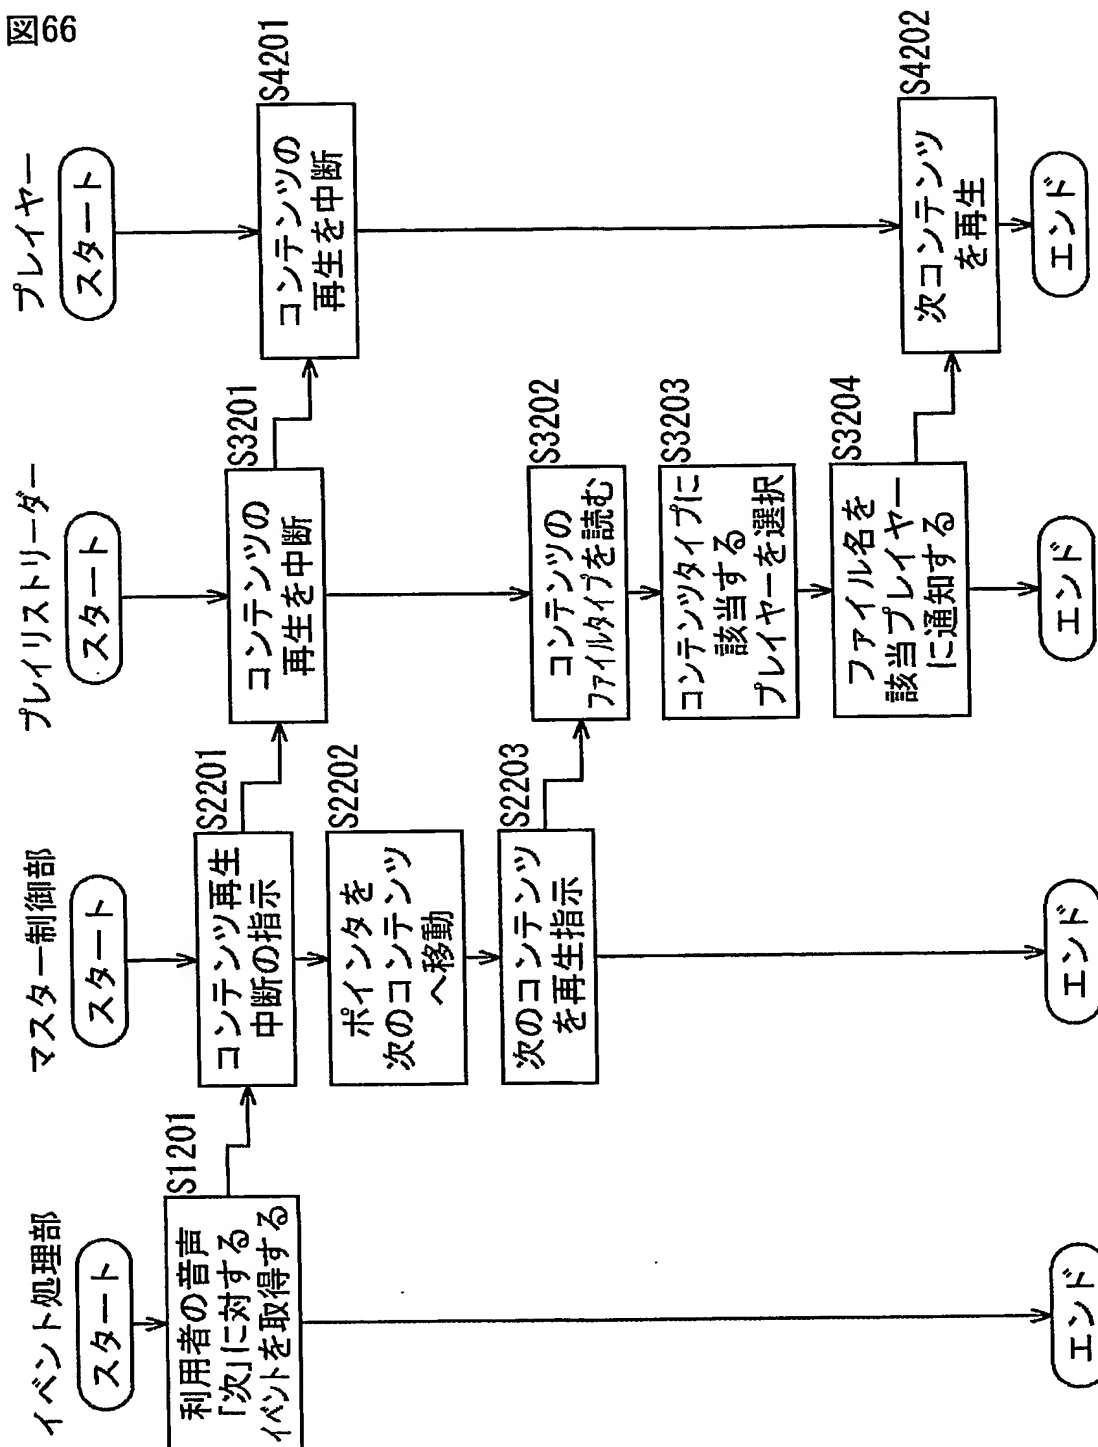 図66
イベント処理部
スタート
S1201
利用者の音声
「次」に対する
イベントを取得する
エンド
マスター制御部
スタート
S2201
コンテンツ再生
中断の指示
S2202
ポインタを
次のコンテンツ
へ移動
S2203
次のコンテンツ
を再生指示
エンド
プレイリストリーダー
スタート
S3201
コンテンツの
再生を中断
S3202
コンテンツの
ファイルタイプを読む
S3203
コンテンツタイプに
該当する
プレイヤーを選択
S3204
ファイル名を
該当プレイヤー
に通知する
エンド
プレイヤー
スタート
S4201
コンテンツの
再生を中断
S4202
次コンテンツ
を再生
エンド